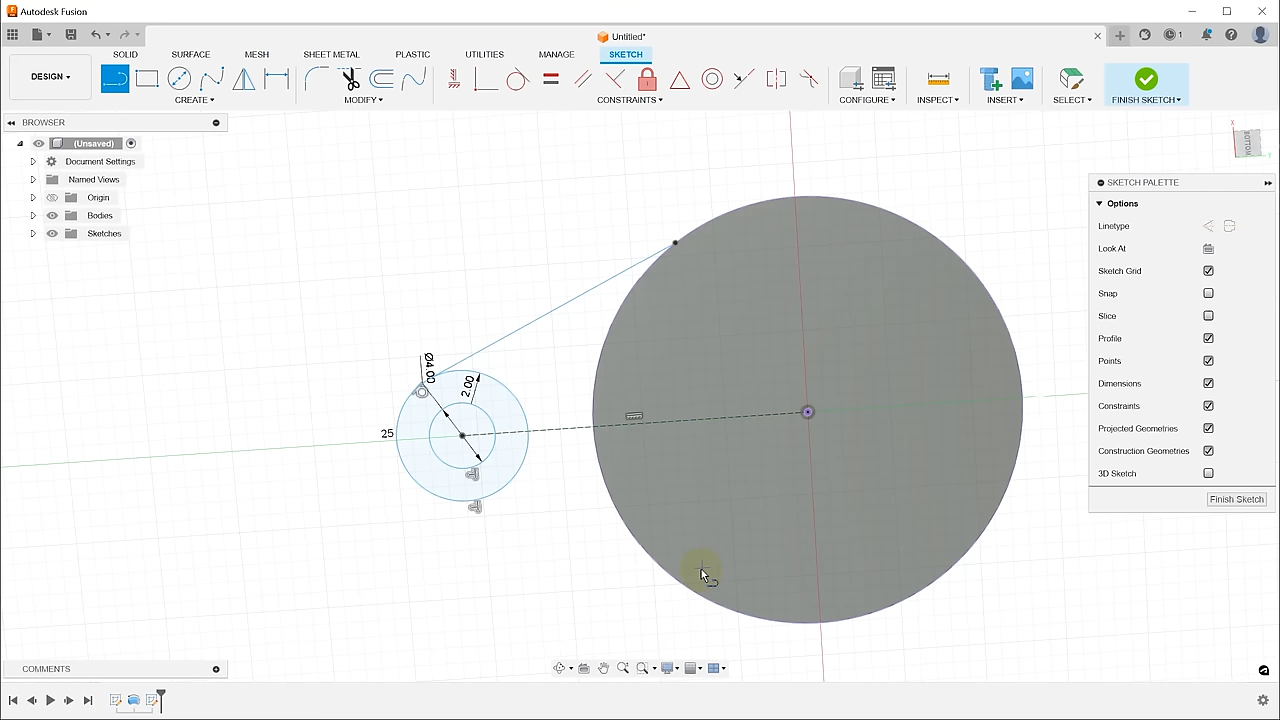 Autodesk Fusion
Untitled*
1
SOLID SURFACE MESH SHEET METAL PLASTIC UTILITIES MANAGE SKETCH
DESIGN
CREATE MODIFY CONSTRAINTS CONFIGURE INSPECT INSERT SELECT FINISH SKETCH
BROWSER
(Unsaved)
Document Settings
Named Views
Origin
Bodies
Sketches
X
BOTTOM
Y
SKETCH PALETTE
Options
Linetype
Look At
Sketch Grid
Snap
Slice
Profile
Points
Dimensions
Constraints
Projected Geometries
Construction Geometries
3D Sketch
Finish Sketch
Ø4.00
2.00
25
COMMENTS